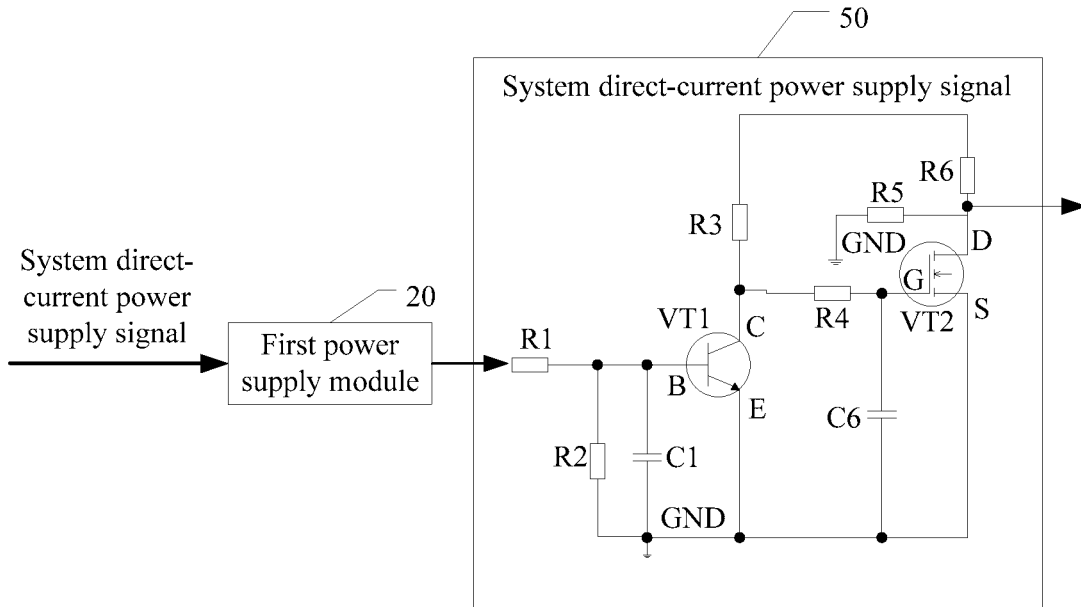 50
System direct-current power supply signal
R6
R5
R3
GND
D
System direct-
current power
supply signal
20
G
VT1
C
R4
VT2
S
First power
supply module
R1
B
E
C6
R2
C1
GND